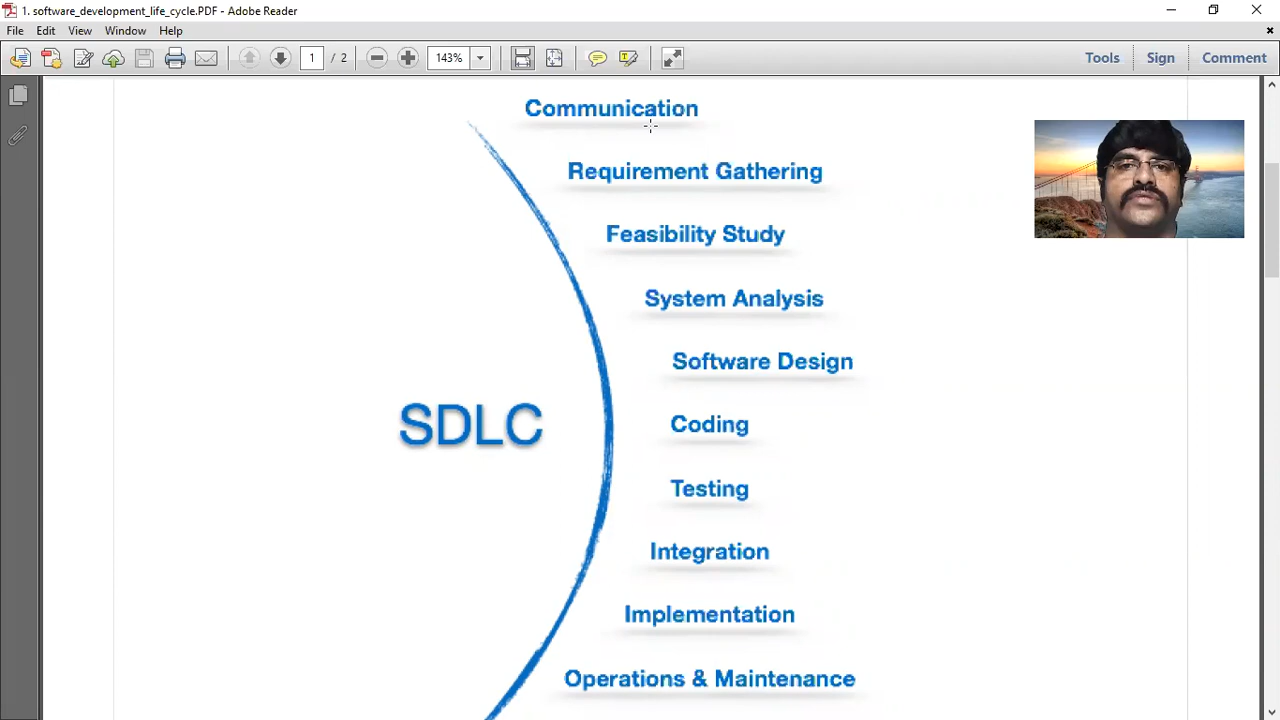 1. software_development_life_cycle.PDF - Adobe Reader
File Edit View Window Help
1 / 2 143% Tools Sign Comment
Communication
Requirement Gathering
Feasibility Study
System Analysis
Software Design
SDLC
Coding
Testing
Integration
Implementation
Operations & Maintenance